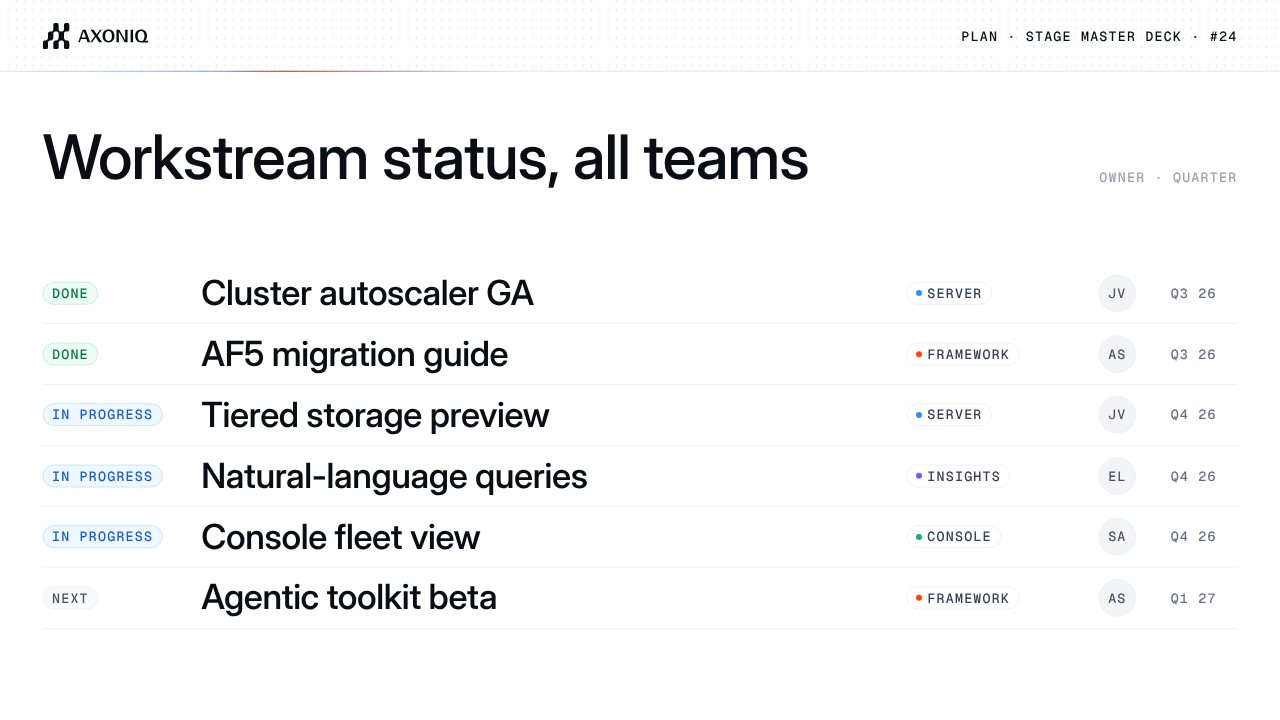 AXONIQ
PLAN · STAGE MASTER DECK · #24
Workstream status, all teams
OWNER · QUARTER
DONE Cluster autoscaler GA SERVER JV Q3 26
DONE AF5 migration guide FRAMEWORK AS Q3 26
IN PROGRESS Tiered storage preview SERVER JV Q4 26
IN PROGRESS Natural-language queries INSIGHTS EL Q4 26
IN PROGRESS Console fleet view CONSOLE SA Q4 26
NEXT Agentic toolkit beta FRAMEWORK AS Q1 27